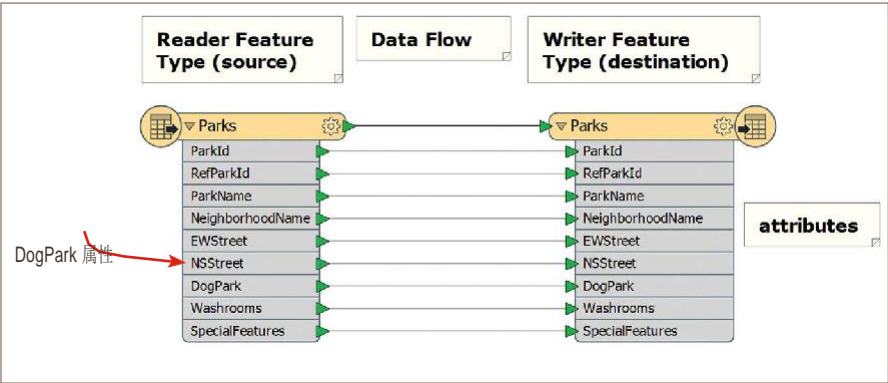 Reader Feature
Type (source)
Data Flow
Writer Feature
Type (destination)
Parks
ParkId
RefParkId
ParkName
NeighborhoodName
EWStreet
NSStreet
DogPark
Washrooms
SpecialFeatures
Parks
ParkId
RefParkId
ParkName
NeighborhoodName
EWStreet
NSStreet
DogPark
Washrooms
SpecialFeatures
attributes
DogPark 属性